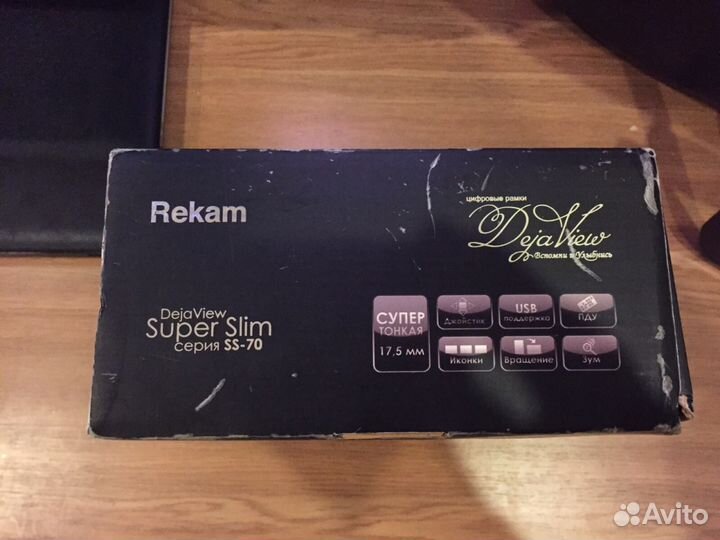 Rekam
цифровые рамки
DejaView
Вспомни и Улыбнись
DejaView
Super Slim
серия SS-70
СУПЕР
ТОНКАЯ
17,5 мм
Джойстик
USB
поддержка
ПДУ
Иконки
Вращение
Зум
Avito